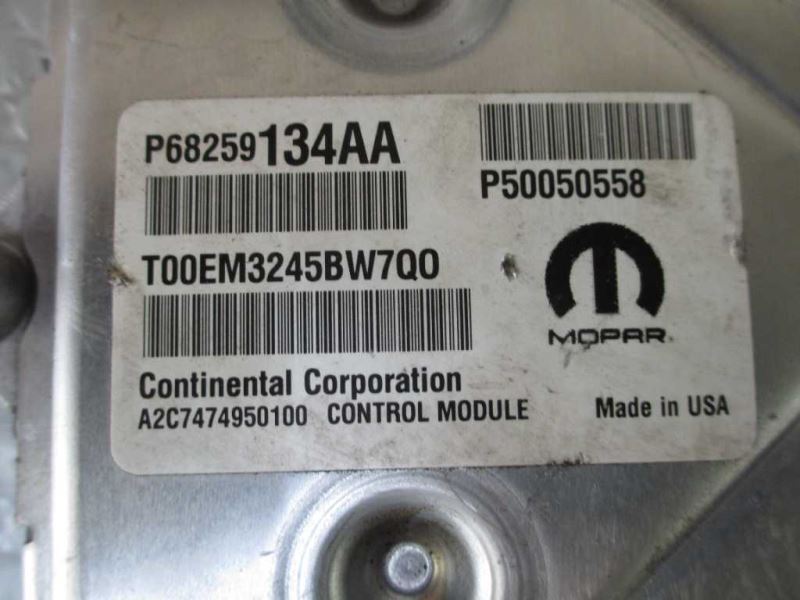 P68259134AA
P50050558
T00EM3245BW7Q0
MOPAR
Continental Corporation
A2C7474950100 CONTROL MODULE
Made in USA